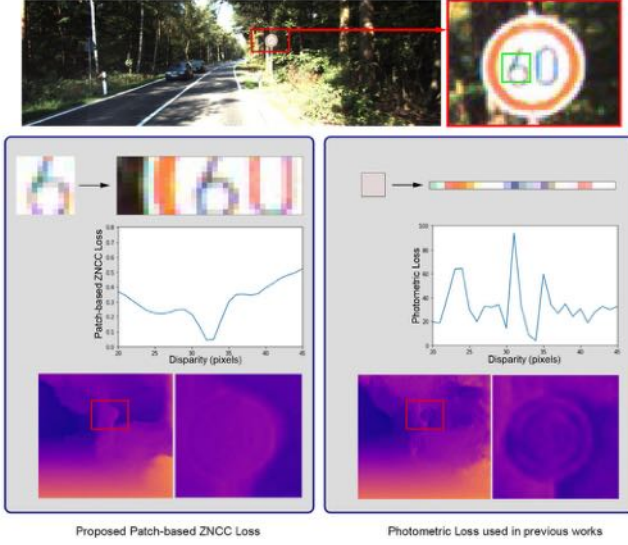 60
6
60
0.8
0.7
0.6
0.5
0.4
0.3
0.2
0.1
0.0
Patch-based ZNCC Loss
20 25 30 35 40 45
Disparity (pixels)
100
80
60
40
20
0
Photometric Loss
25 30 35 40 45
Disparity (pixels)
Proposed Patch-based ZNCC Loss
Photometric Loss used in previous works